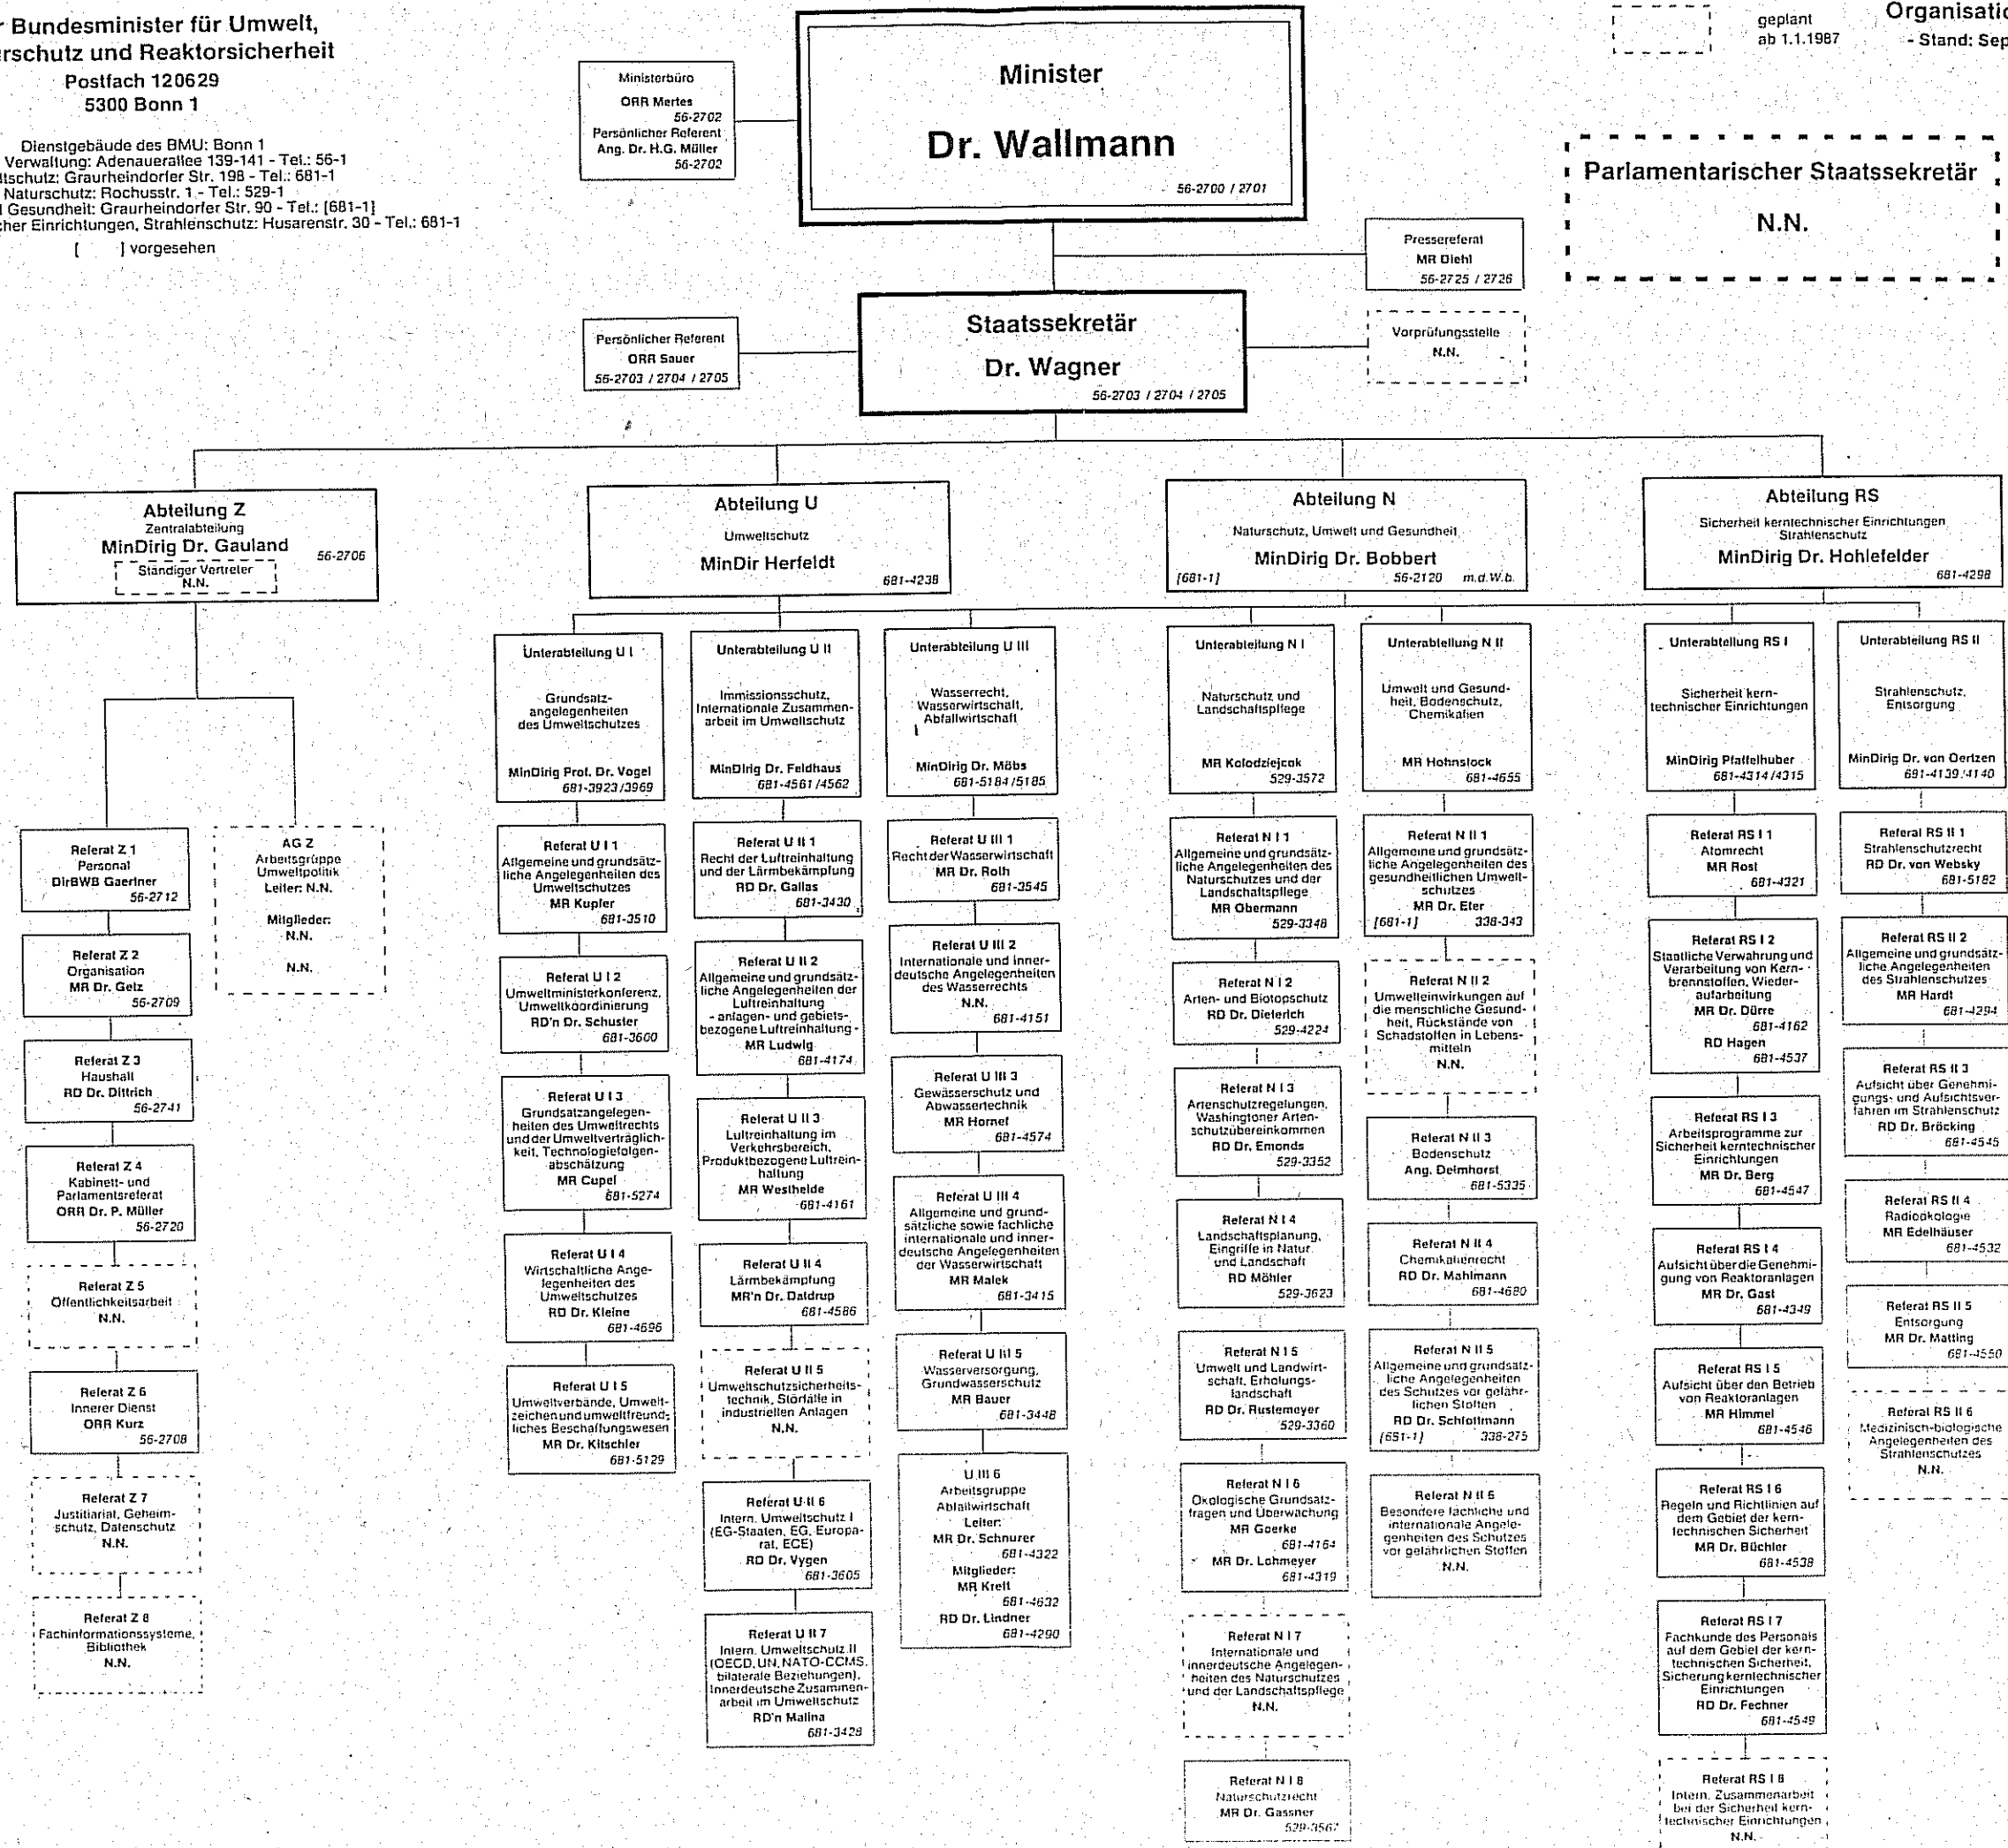 r Bundesminister für Umwelt,
rschutz und Reaktorsicherheit
Postfach 120629
5300 Bonn 1
Dienstgebäude des BMU: Bonn 1
Verwaltung: Adenauerallee 139-141 - Tel.: 56-1
ltschutz: Graurheindorfer Str. 198 - Tel.: 681-1
Naturschutz: Rochusstr. 1 - Tel.: 529-1
Gesundheit: Graurheindorfer Str. 90 - Tel.: [681-1]
cher Einrichtungen, Strahlenschutz: Husarenstr. 30 - Tel.: 681-1
[ ] vorgesehen
Ministerbüro
ORR Mertes
56-2702
Persönlicher Referent
Ang. Dr. H.G. Müller
56-2702
Minister
Dr. Wallmann
56-2700 / 2701
geplant
ab 1.1.1987
Organisatio
- Stand: Sep
Parlamentarischer Staatssekretär
N.N.
Pressereferat
MR Diehl
56-2725 / 2726
Persönlicher Referent
ORR Sauer
56-2703 / 2704 / 2705
Staatssekretär
Dr. Wagner
56-2703 / 2704 / 2705
Vorprüfungsstelle
N.N.
Abteilung Z
Zentralabteilung
MinDirig Dr. Gauland
56-2706
Ständiger Vertreter
N.N.
Abteilung U
Umweltschutz
MinDir Herfeldt
681-4238
Abteilung N
Naturschutz, Umwelt und Gesundheit
MinDirig Dr. Bobbert
[681-1] 56-2120 m.d.W.b.
Abteilung RS
Sicherheit kerntechnischer Einrichtungen
Strahlenschutz
MinDirig Dr. Hohlefelder
681-4298
Referat Z 1
Personal
DirBWB Gaertner
56-2712
Referat Z 2
Organisation
MR Dr. Getz
56-2709
Referat Z 3
Haushalt
RD Dr. Dittrich
56-2741
Referat Z 4
Kabinett- und
Parlamentsreferat
ORR Dr. P. Müller
56-2720
Referat Z 5
Öffentlichkeitsarbeit
N.N.
Referat Z 6
Innerer Dienst
ORR Kurz
56-2708
Referat Z 7
Justitiariat, Geheim-
schutz, Datenschutz
N.N.
Referat Z 8
Fachinformationssysteme,
Bibliothek
N.N.
AG Z
Arbeitsgruppe
Umweltpolitik
Leiter: N.N.
Mitglieder:
N.N.
N.N.
Unterabteilung U I
Grundsatz-
angelegenheiten
des Umweltschutzes
MinDirig Prof. Dr. Vogel
681-3923/3969
Referat U I 1
Allgemeine und grundsätz-
liche Angelegenheiten des
Umweltschutzes
MR Kupfer
681-3510
Referat U I 2
Umweltministerkonferenz,
Umweltkoordinierung
RD'n Dr. Schuster
681-3600
Referat U I 3
Grundsatzangelegen-
heiten des Umweltrechts
und der Umweltverträglich-
keit, Technologiefolgen-
abschätzung
MR Cupei
681-5274
Referat U I 4
Wirtschaftliche Ange-
legenheiten des
Umweltschutzes
RD Dr. Kleine
681-4696
Referat U I 5
Umweltverbände, Umwelt-
zeichen und umweltfreund-
liches Beschaffungswesen
MR Dr. Kitschler
681-5129
Unterabteilung U II
Immissionsschutz,
Internationale Zusammen-
arbeit im Umweltschutz
MinDirig Dr. Feldhaus
681-4561/4562
Referat U II 1
Recht der Luftreinhaltung
und der Lärmbekämpfung
RD Dr. Gallas
681-3430
Referat U II 2
Allgemeine und grundsätz-
liche Angelegenheiten der
Luftreinhaltung
- anlagen- und gebiets-
bezogene Luftreinhaltung -
MR Ludwig
681-4174
Referat U II 3
Luftreinhaltung im
Verkehrsbereich,
Produktbezogene Luftrein-
haltung
MR Westheide
681-4161
Referat U II 4
Lärmbekämpfung
MR'n Dr. Daldrup
681-4586
Referat U II 5
Umweltschutzsicherheits-
technik, Störfälle in
industriellen Anlagen
N.N.
Referat U II 6
Intern. Umweltschutz I
(EG-Staaten, EG, Europa-
rat, ECE)
RD Dr. Vygen
681-3605
Referat U II 7
Intern. Umweltschutz II
(OECD, UN, NATO-CCMS,
bilaterale Beziehungen),
Innerdeutsche Zusammen-
arbeit im Umweltschutz
RD'n Malina
681-3428
Unterabteilung U III
Wasserrecht,
Wasserwirtschaft,
Abfallwirtschaft
MinDirig Dr. Möbs
681-5184/5185
Referat U III 1
Recht der Wasserwirtschaft
MR Dr. Roth
681-3545
Referat U III 2
Internationale und inner-
deutsche Angelegenheiten
des Wasserrechts
N.N.
681-4151
Referat U III 3
Gewässerschutz und
Abwassertechnik
MR Hornef
681-4574
Referat U III 4
Allgemeine und grund-
sätzliche sowie fachliche
internationale und inner-
deutsche Angelegenheiten
der Wasserwirtschaft
MR Malek
681-3415
Referat U III 5
Wasserversorgung,
Grundwasserschutz
MR Bauer
681-3448
U III 6
Arbeitsgruppe
Abfallwirtschaft
Leiter:
MR Dr. Schnurer
681-4322
Mitglieder:
MR Kreft
681-4632
RD Dr. Lindner
681-4290
Unterabteilung N I
Naturschutz und
Landschaftspflege
MR Kolodziejcok
529-3572
Referat N I 1
Allgemeine und grundsätz-
liche Angelegenheiten des
Naturschutzes und der
Landschaftspflege
MR Obermann
529-3348
Referat N I 2
Arten- und Biotopschutz
RD Dr. Dieterich
529-4224
Referat N I 3
Artenschutzregelungen,
Washingtoner Arten-
schutzübereinkommen
RD Dr. Emonds
529-3352
Referat N I 4
Landschaftsplanung,
Eingriffe in Natur
und Landschaft
RD Möhler
529-3623
Referat N I 5
Umwelt und Landwirt-
schaft, Erholungs-
landschaft
RD Dr. Rustemeyer
529-3360
Referat N I 6
Ökologische Grundsatz-
fragen und Überwachung
MR Goerke
681-4164
MR Dr. Lohmeyer
681-4319
Referat N I 7
Internationale und
innerdeutsche Angelegen-
heiten des Naturschutzes
und der Landschaftspflege
N.N.
Referat N I 8
Naturschutzrecht
MR Dr. Gassner
529-3567
Unterabteilung N II
Umwelt und Gesund-
heit, Bodenschutz,
Chemikalien
MR Hohnstock
681-4655
Referat N II 1
Allgemeine und grundsätz-
liche Angelegenheiten des
gesundheitlichen Umwelt-
schutzes
MR Dr. Eter
[681-1] 338-343
Referat N II 2
Umwelteinwirkungen auf
die menschliche Gesund-
heit, Rückstände von
Schadstoffen in Lebens-
mitteln
N.N.
Referat N II 3
Bodenschutz
Ang. Delmhorst
681-5335
Referat N II 4
Chemikalienrecht
RD Dr. Mahlmann
681-4680
Referat N II 5
Allgemeine und grundsätz-
liche Angelegenheiten
des Schutzes vor gefähr-
lichen Stoffen
RD Dr. Schlottmann
[681-1] 338-275
Referat N II 6
Besondere fachliche und
internationale Angele-
genheiten des Schutzes
vor gefährlichen Stoffen
N.N.
Unterabteilung RS I
Sicherheit kern-
technischer Einrichtungen
MinDirig Pfaffelhuber
681-4314/4315
Referat RS I 1
Atomrecht
MR Rost
681-4321
Referat RS I 2
Staatliche Verwahrung und
Verarbeitung von Kern-
brennstoffen, Wieder-
aufarbeitung
MR Dr. Dürre
681-4162
RD Hagen
681-4537
Referat RS I 3
Arbeitsprogramme zur
Sicherheit kerntechnischer
Einrichtungen
MR Dr. Berg
681-4547
Referat RS I 4
Aufsicht über die Genehmi-
gung von Reaktoranlagen
MR Dr. Gast
681-4349
Referat RS I 5
Aufsicht über den Betrieb
von Reaktoranlagen
MR Himmel
681-4546
Referat RS I 6
Regeln und Richtlinien auf
dem Gebiet der kern-
technischen Sicherheit
MR Dr. Büchler
681-4538
Referat RS I 7
Fachkunde des Personals
auf dem Gebiet der kern-
technischen Sicherheit,
Sicherung kerntechnischer
Einrichtungen
RD Dr. Fechner
681-4549
Referat RS I 8
Intern. Zusammenarbeit
bei der Sicherheit kern-
technischer Einrichtungen
N.N.
Unterabteilung RS II
Strahlenschutz,
Entsorgung
MinDirig Dr. von Oertzen
681-4139/4140
Referat RS II 1
Strahlenschutzrecht
RD Dr. von Websky
681-5182
Referat RS II 2
Allgemeine und grundsätz-
liche Angelegenheiten
des Strahlenschutzes
MR Hardt
681-4294
Referat RS II 3
Aufsicht über Genehmi-
gungs- und Aufsichtsver-
fahren im Strahlenschutz
RD Dr. Bröcking
681-4545
Referat RS II 4
Radioökologie
MR Edelhäuser
681-4532
Referat RS II 5
Entsorgung
MR Dr. Matting
681-4550
Referat RS II 6
Medizinisch-biologische
Angelegenheiten des
Strahlenschutzes
N.N.